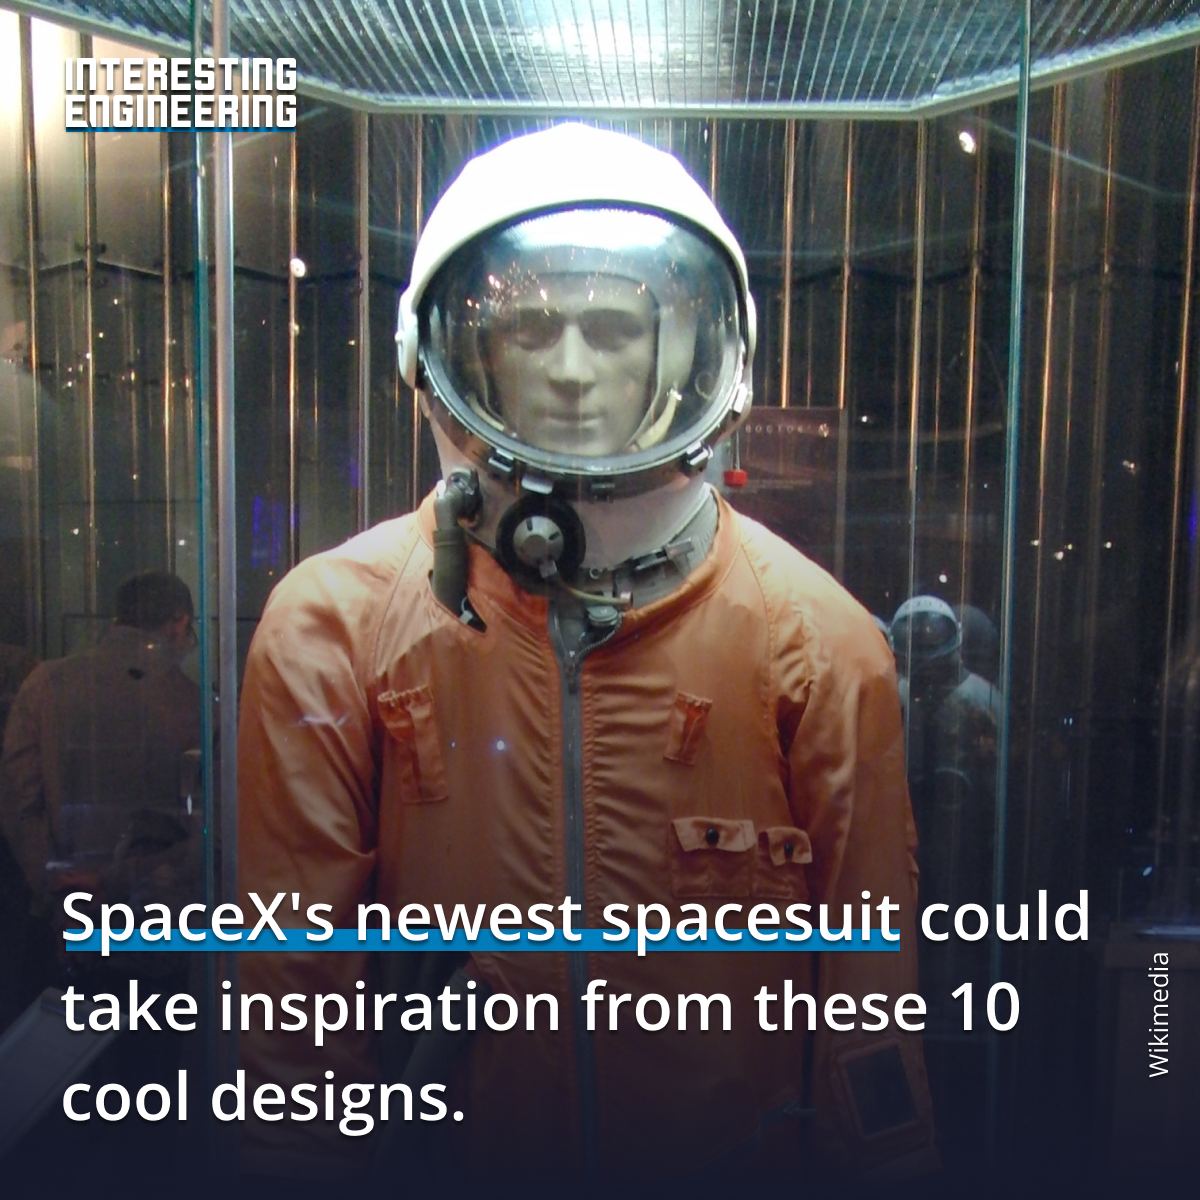 INTERESTING
ENGINEERING
SpaceX's newest spacesuit could
take inspiration from these 10
cool designs.
Wikimedia